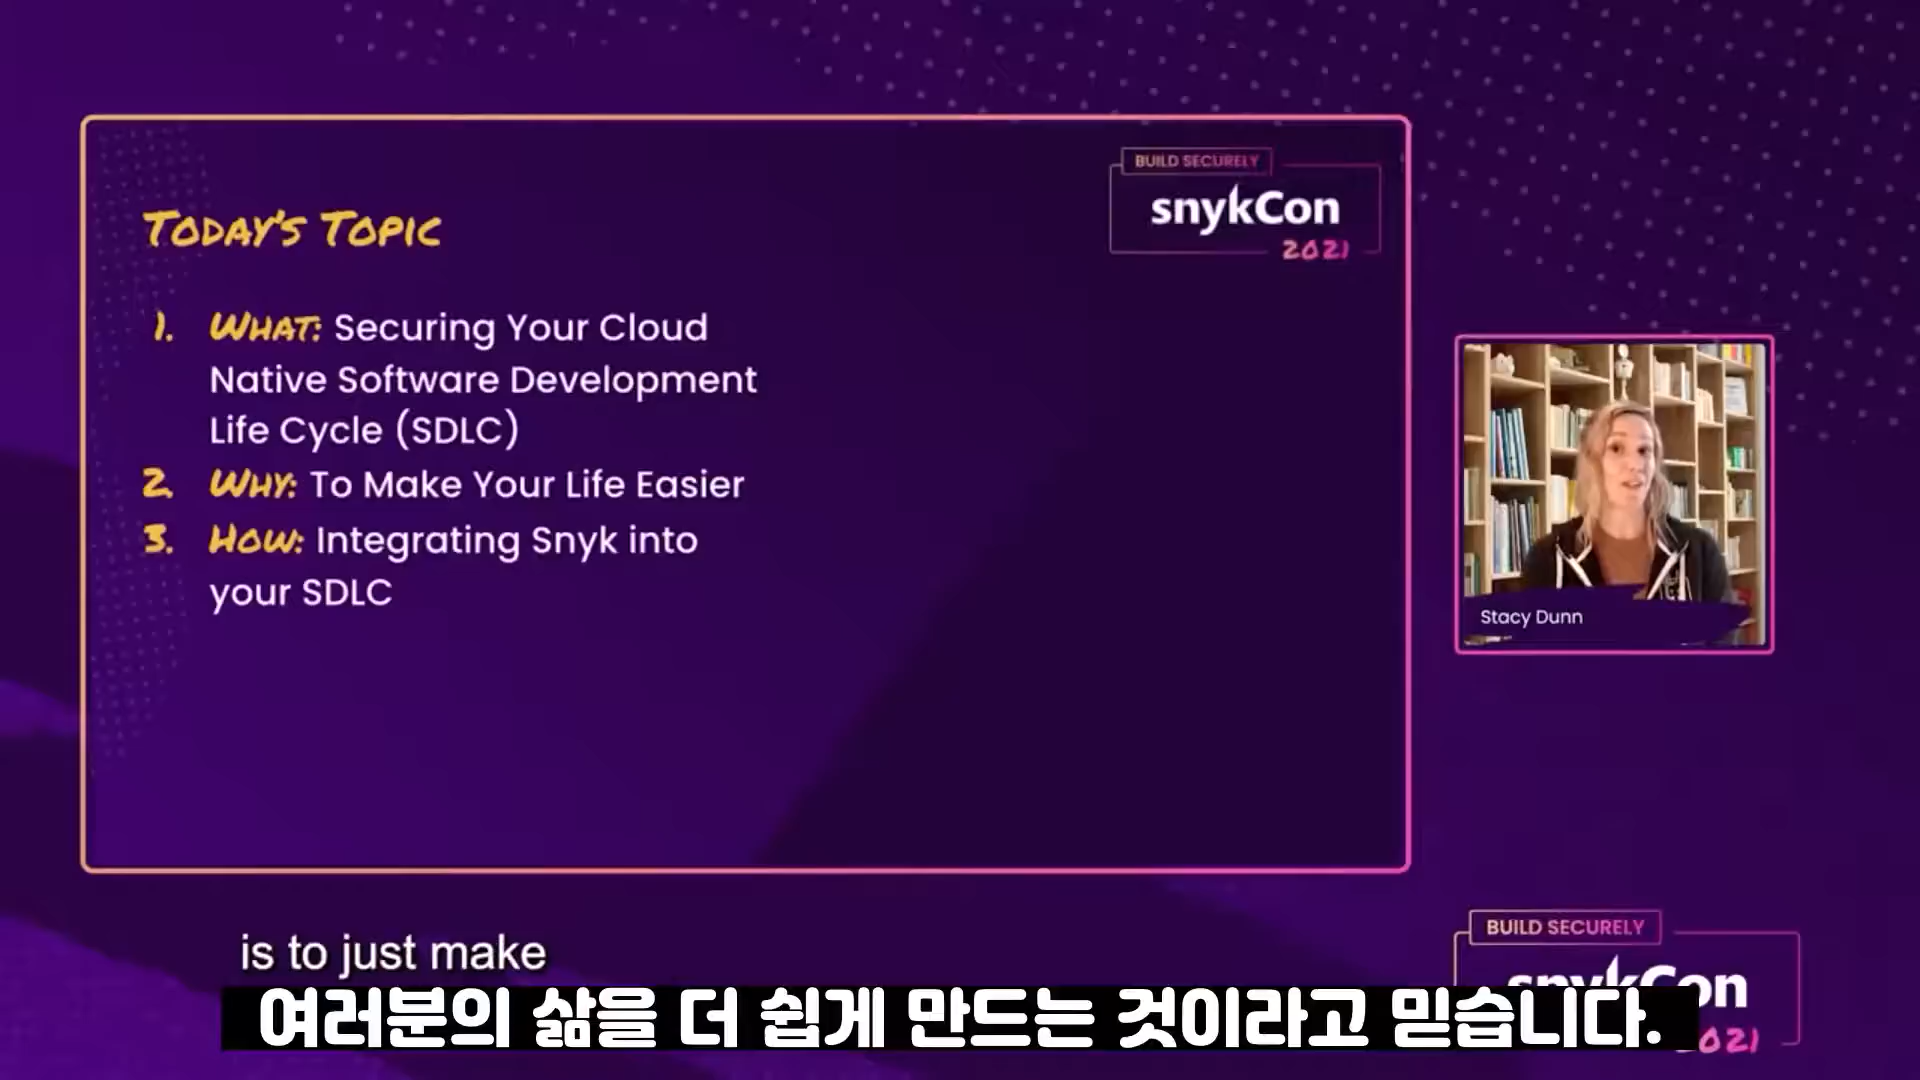 BUILD SECURELY
snykCon
2021
TODAY'S TOPIC
1. WHAT: Securing Your Cloud
Native Software Development
Life Cycle (SDLC)
2. WHY: To Make Your Life Easier
3. HOW: Integrating Snyk into
your SDLC
Stacy Dunn
is to just make
여러분의 삶을 더 쉽게 만드는 것이라고 믿습니다.
BUILD SECURELY
snykCon
2021